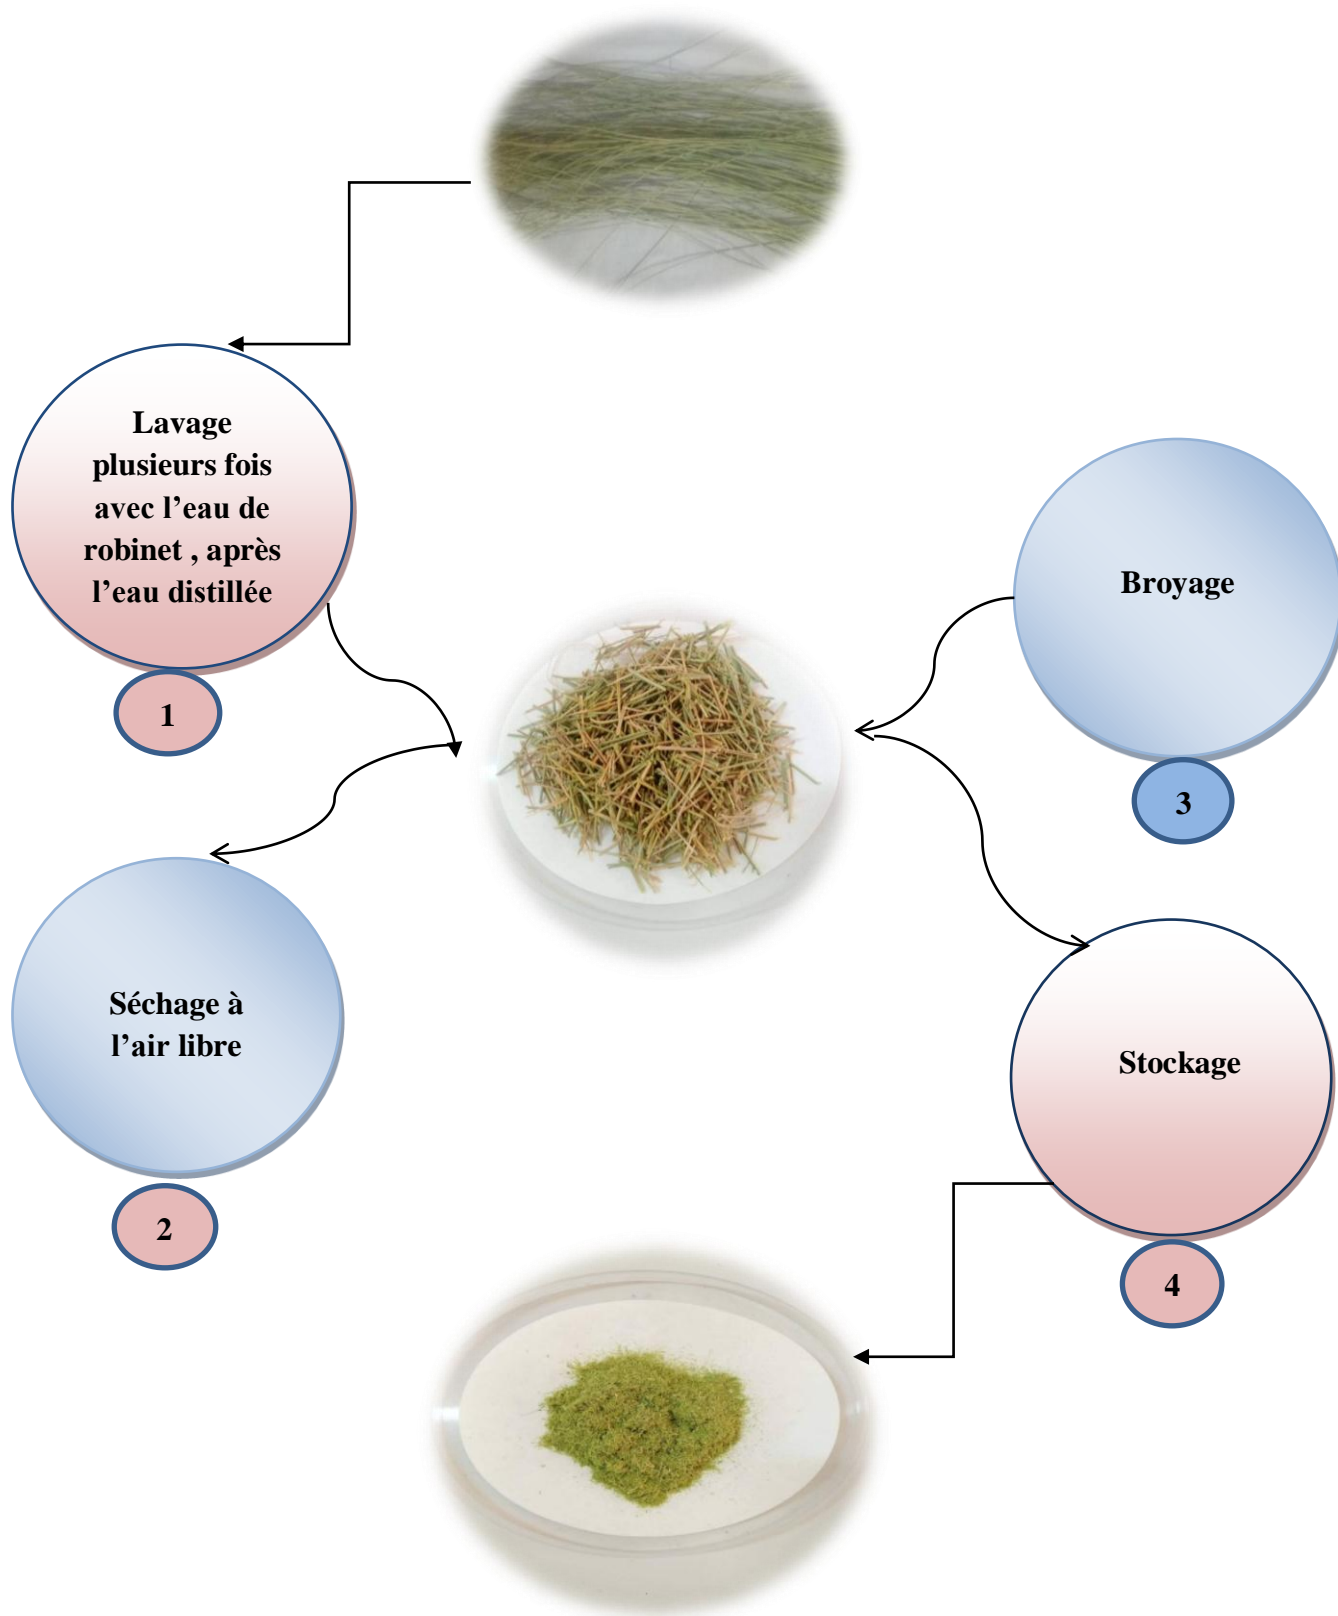 Lavage
plusieurs fois
avec l’eau de
robinet , après
l’eau distillée
1
Séchage à
l’air libre
2
Broyage
3
Stockage
4